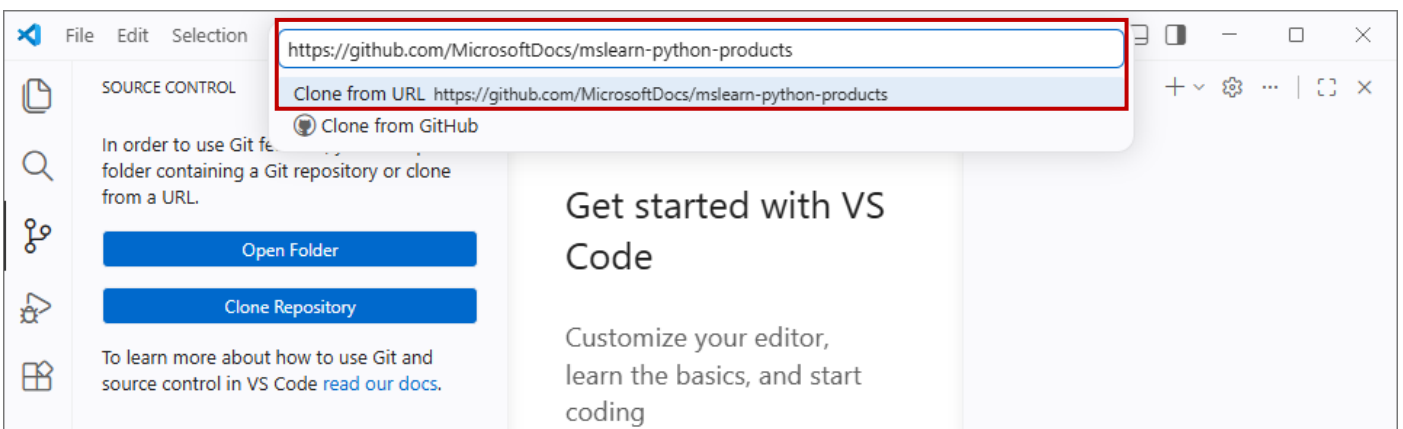 File Edit Selection
https://github.com/MicrosoftDocs/mslearn-python-products
Clone from URL https://github.com/MicrosoftDocs/mslearn-python-products
Clone from GitHub
SOURCE CONTROL
In order to use Git
folder containing a Git repository or clone
from a URL.
Open Folder
Clone Repository
To learn more about how to use Git and
source control in VS Code read our docs.
Get started with VS
Code
Customize your editor,
learn the basics, and start
coding